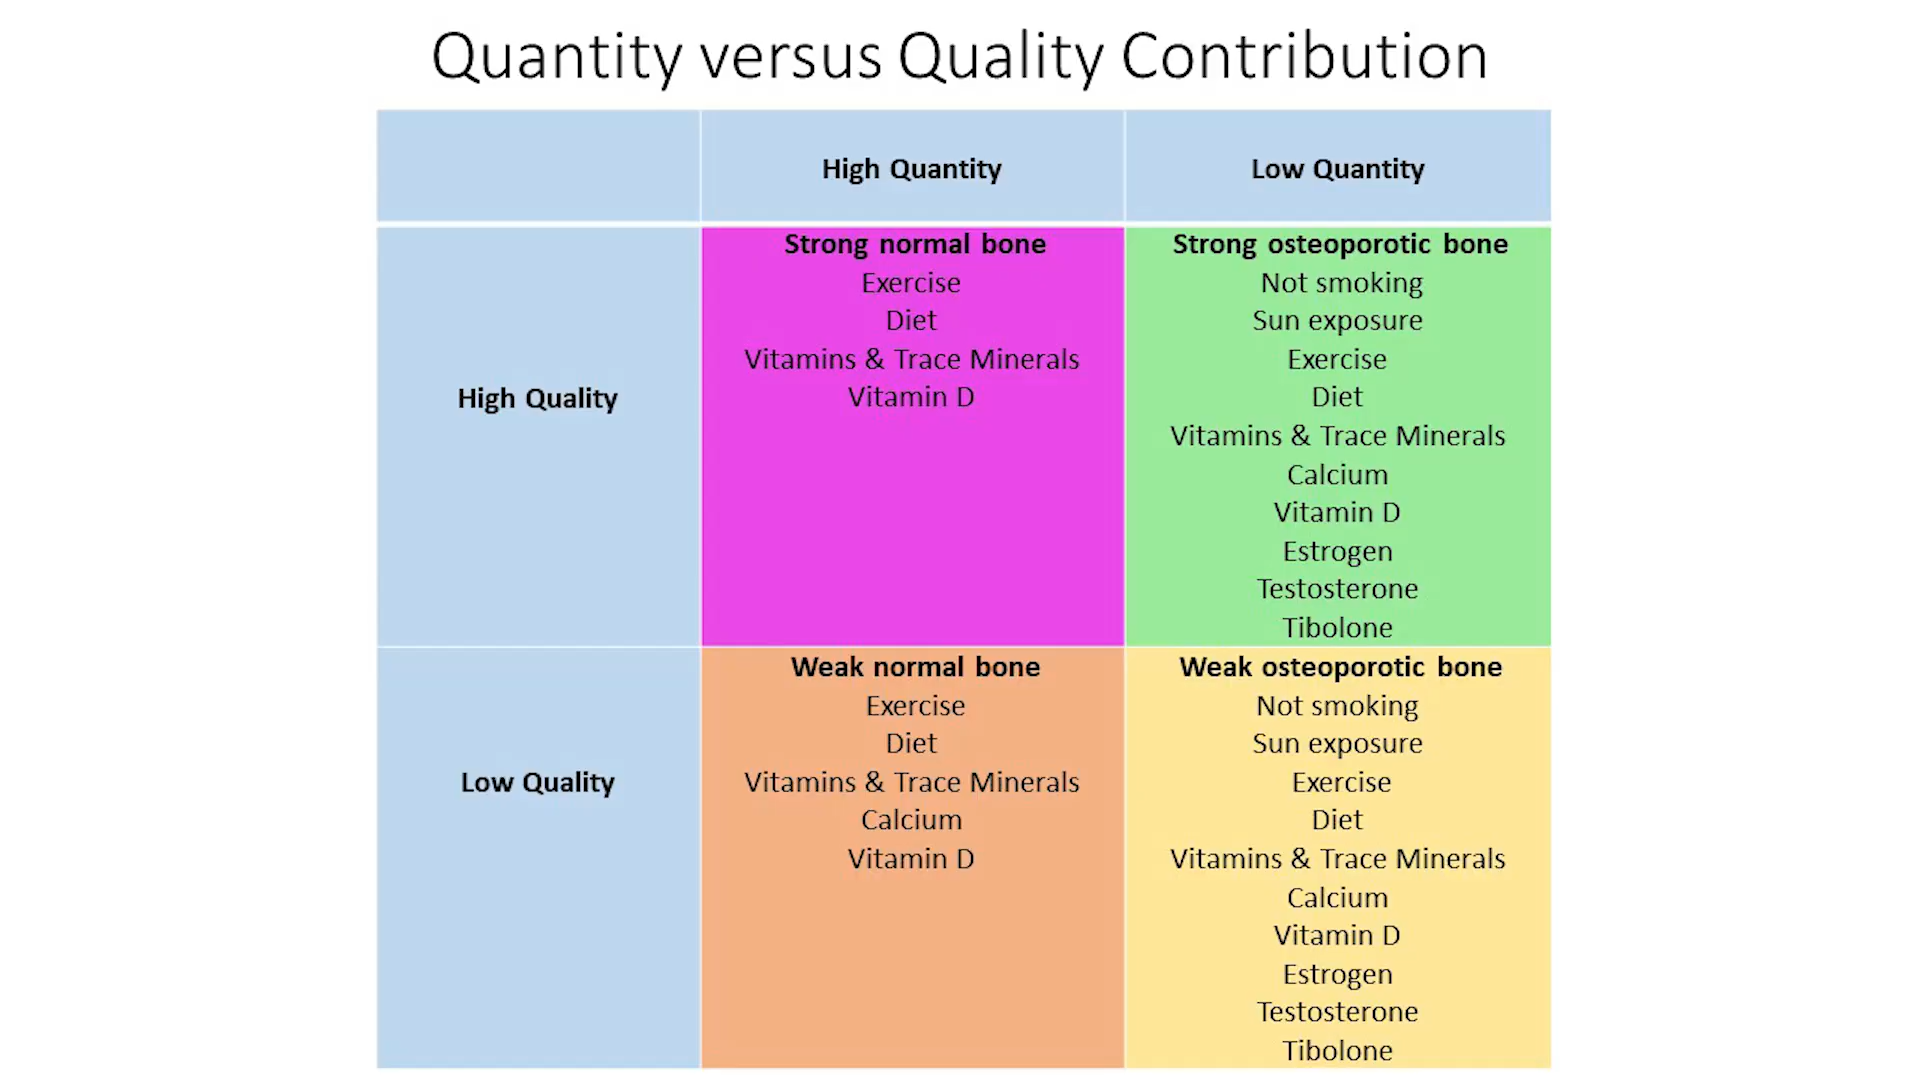 Quantity versus Quality Contribution
High Quantity
Low Quantity
High Quality
Strong normal bone
Exercise
Diet
Vitamins & Trace Minerals
Vitamin D
Strong osteoporotic bone
Not smoking
Sun exposure
Exercise
Diet
Vitamins & Trace Minerals
Calcium
Vitamin D
Estrogen
Testosterone
Tibolone
Low Quality
Weak normal bone
Exercise
Diet
Vitamins & Trace Minerals
Calcium
Vitamin D
Weak osteoporotic bone
Not smoking
Sun exposure
Exercise
Diet
Vitamins & Trace Minerals
Calcium
Vitamin D
Estrogen
Testosterone
Tibolone